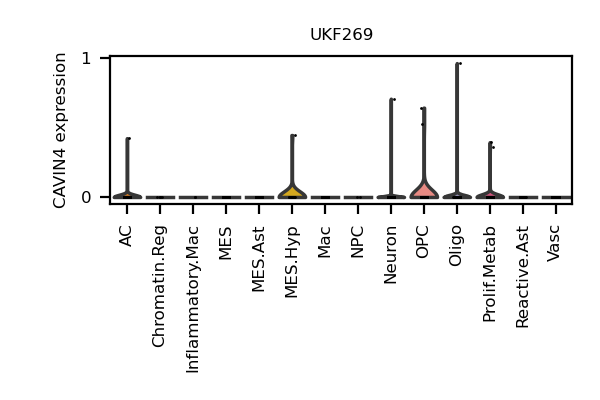 UKF269
CAVIN4 expression
1
0
AC
Chromatin.Reg
Inflammatory.Mac
MES
MES.Ast
MES.Hyp
Mac
NPC
Neuron
OPC
Oligo
Prolif.Metab
Reactive.Ast
Vasc